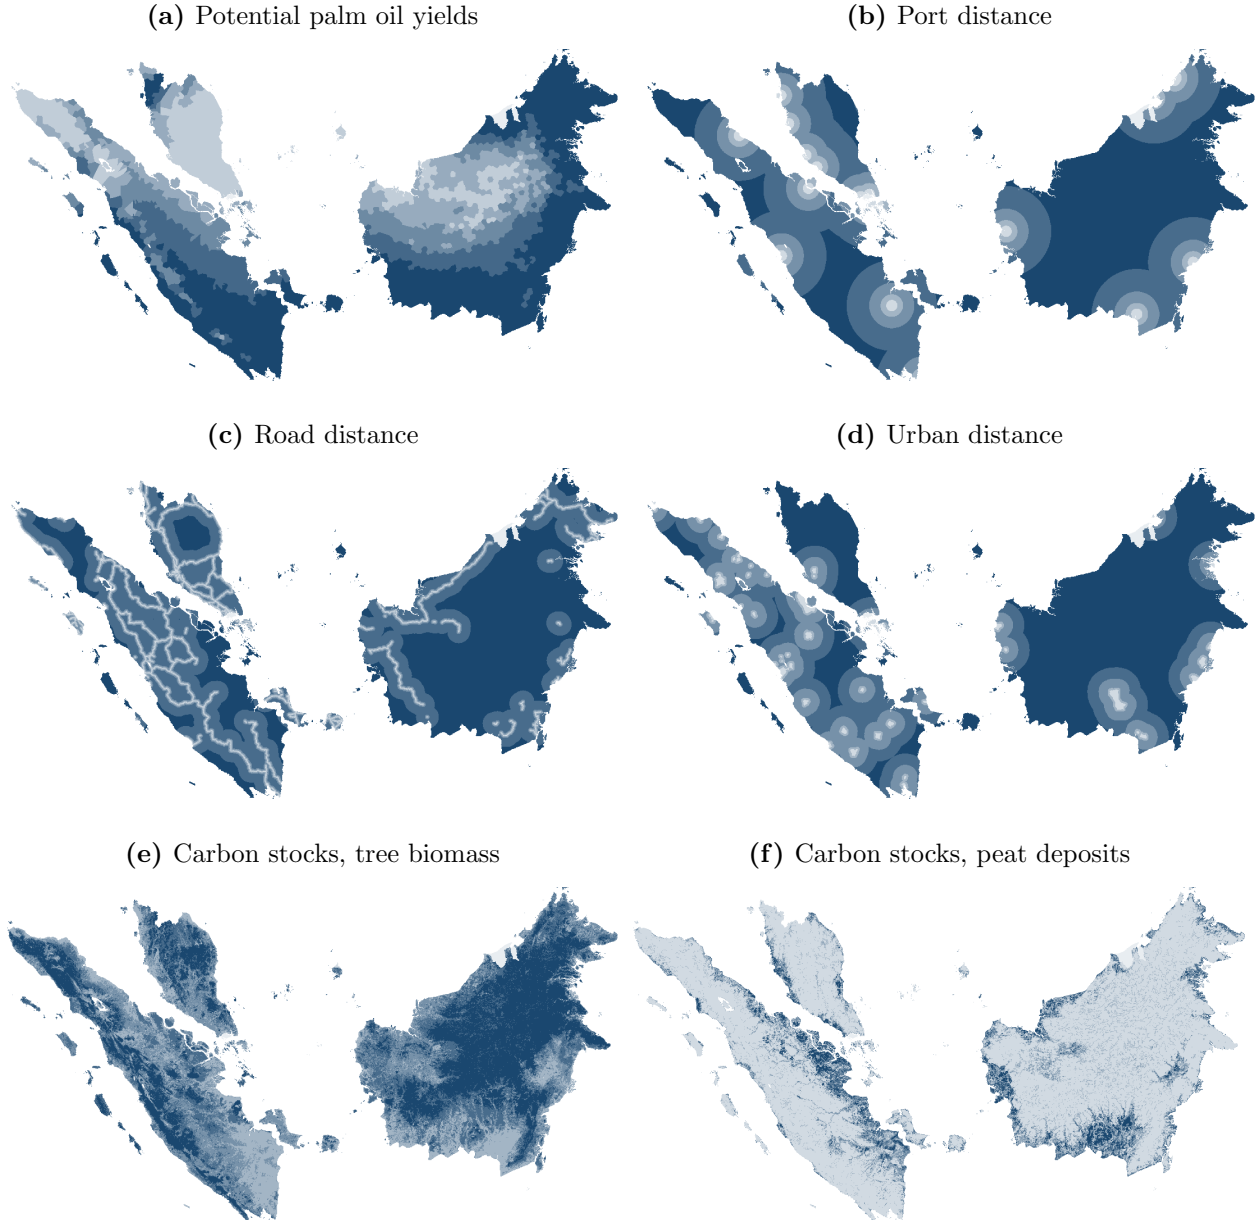 (a) Potential palm oil yields
(b) Port distance
(c) Road distance
(d) Urban distance
(e) Carbon stocks, tree biomass
(f) Carbon stocks, peat deposits